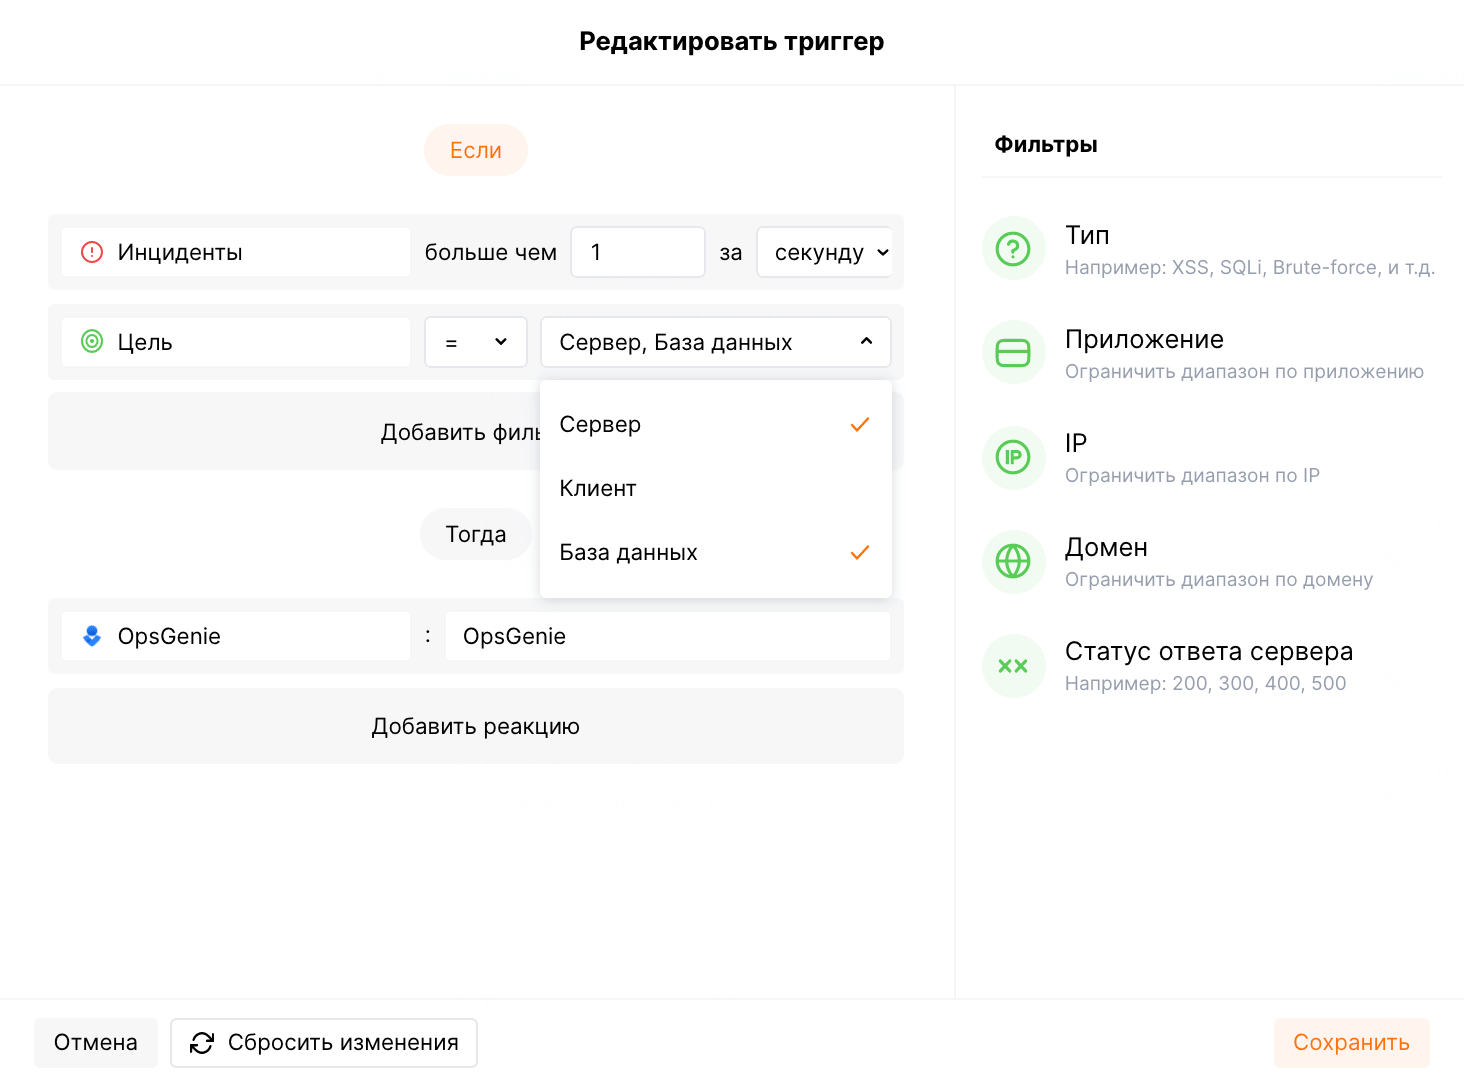 Редактировать триггер
Если
Инциденты больше чем 1 за секунду
Цель = Сервер, База данных
Добавить филь
Сервер
Клиент
База данных
Тогда
OpsGenie : OpsGenie
Добавить реакцию
Фильтры
Тип
Например: XSS, SQLi, Brute-force, и т.д.
Приложение
Ограничить диапазон по приложению
IP
IP
Ограничить диапазон по IP
Домен
Ограничить диапазон по домену
Статус ответа сервера
Например: 200, 300, 400, 500
Отмена
Сбросить изменения
Сохранить